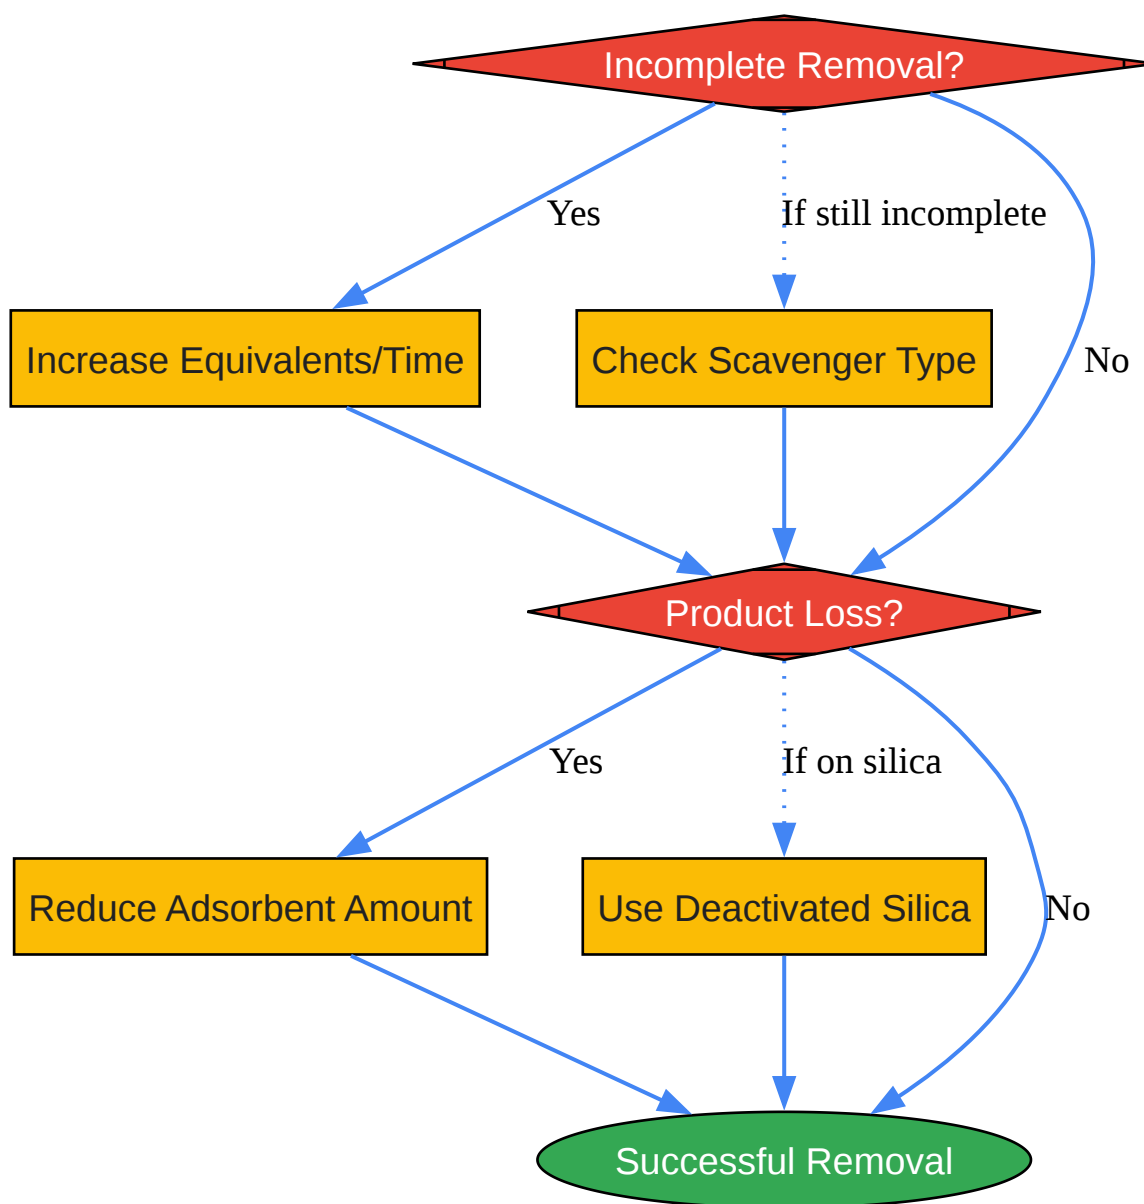 Incomplete Removal?
Yes
If still incomplete
Increase Equivalents/Time
Check Scavenger Type
No
Product Loss?
Yes
If on silica
Reduce Adsorbent Amount
Use Deactivated Silica
No
Successful Removal